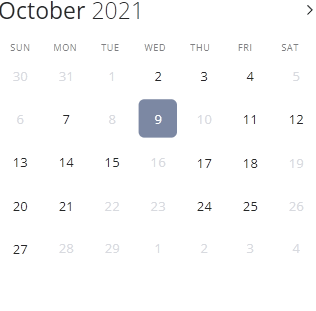 October 2021
SUN MON TUE WED THU FRI SAT
30 31 1 2 3 4 5
6 7 8 9 10 11 12
13 14 15 16 17 18 19
20 21 22 23 24 25 26
27 28 29 1 2 3 4